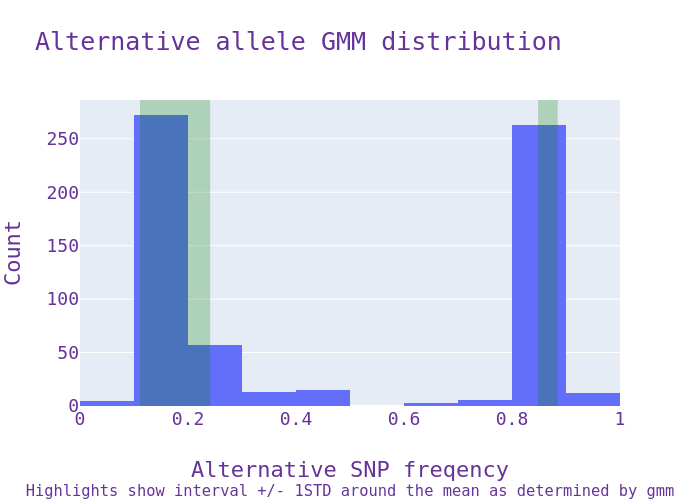 Alternative allele GMM distribution
Count
250
200
150
100
50
0
0 0.2 0.4 0.6 0.8 1
Alternative SNP freqency
Highlights show interval +/- 1STD around the mean as determined by gmm